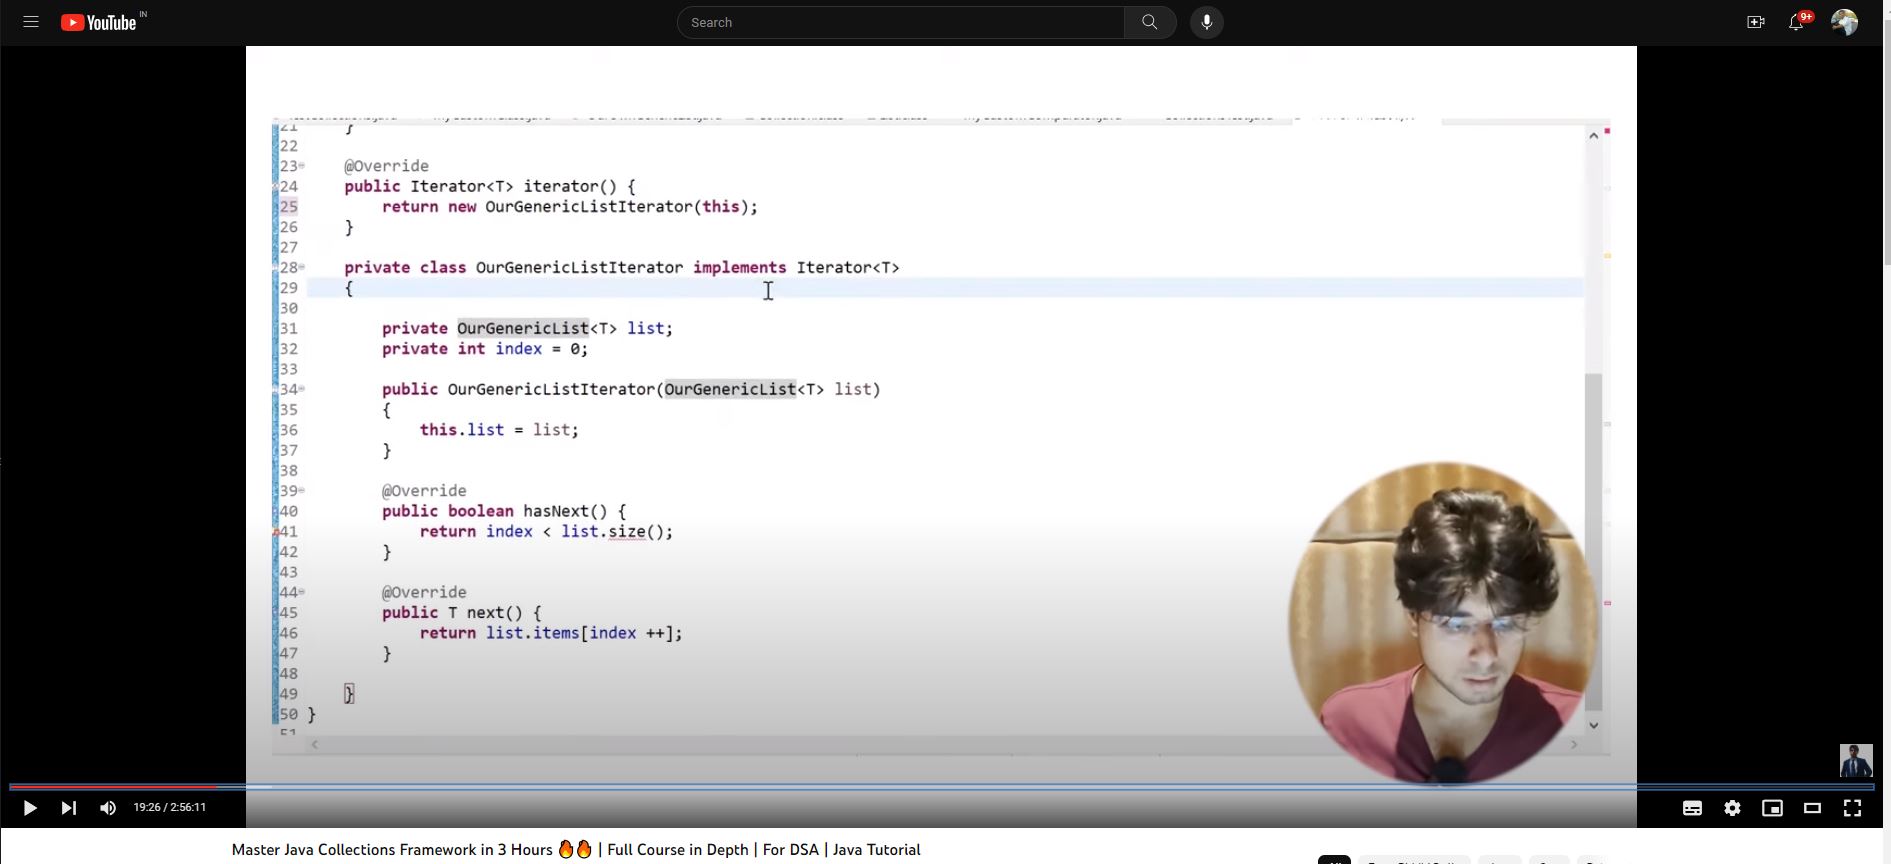 YouTube IN
Search
9+
21 }
22
23 @Override
24 public Iterator<T> iterator() {
25 return new OurGenericListIterator(this);
26 }
27
28 private class OurGenericListIterator implements Iterator<T>
29 {
30
31 private OurGenericList<T> list;
32 private int index = 0;
33
34 public OurGenericListIterator(OurGenericList<T> list)
35 {
36 this.list = list;
37 }
38
39 @Override
40 public boolean hasNext() {
41 return index < list.size();
42 }
43
44 @Override
45 public T next() {
46 return list.items[index ++];
47 }
48
49 }
50 }
51
19:26 / 2:56:11
Master Java Collections Framework in 3 Hours 🔥🔥 | Full Course in Depth | For DSA | Java Tutorial